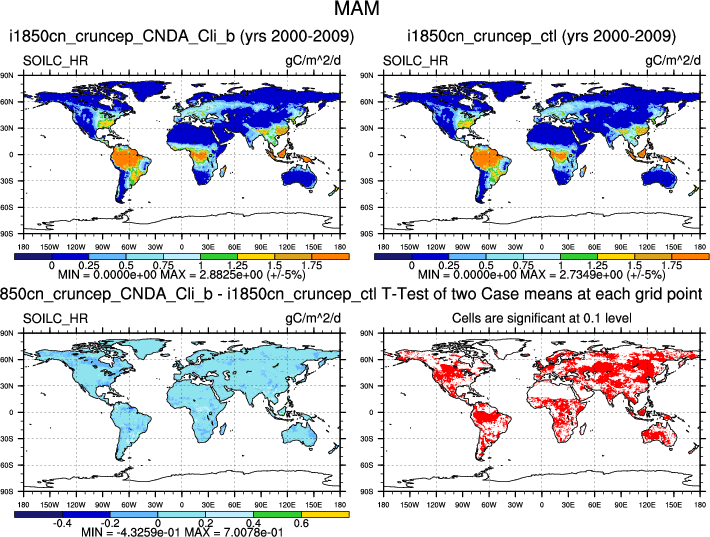 MAM
i1850cn_cruncep_CNDA_Cli_b (yrs 2000-2009)
i1850cn_cruncep_ctl (yrs 2000-2009)
SOILC_HR gC/m^2/d
SOILC_HR gC/m^2/d
90N
60N
30N
0
30S
60S
90S
180 150W 120W 90W 60W 30W 0 30E 60E 90E 120E 150E 180
0 0.25 0.5 0.75 1 1.25 1.5 1.75
MIN = 0.0000e+00 MAX = 2.8825e+00 (+/-5%)
90N
60N
30N
0
30S
60S
90S
180 150W 120W 90W 60W 30W 0 30E 60E 90E 120E 150E 180
0 0.25 0.5 0.75 1 1.25 1.5 1.75
MIN = 0.0000e+00 MAX = 2.7349e+00 (+/-5%)
850cn_cruncep_CNDA_Cli_b - i1850cn_cruncep_ctl
T-Test of two Case means at each grid point
SOILC_HR gC/m^2/d
Cells are significant at 0.1 level
90N
60N
30N
0
30S
60S
90S
180 150W 120W 90W 60W 30W 0 30E 60E 90E 120E 150E 180
-0.4 -0.2 0 0.2 0.4 0.6
MIN = -4.3259e-01 MAX = 7.0078e-01
90N
60N
30N
0
30S
60S
90S
180 150W 120W 90W 60W 30W 0 30E 60E 90E 120E 150E 180